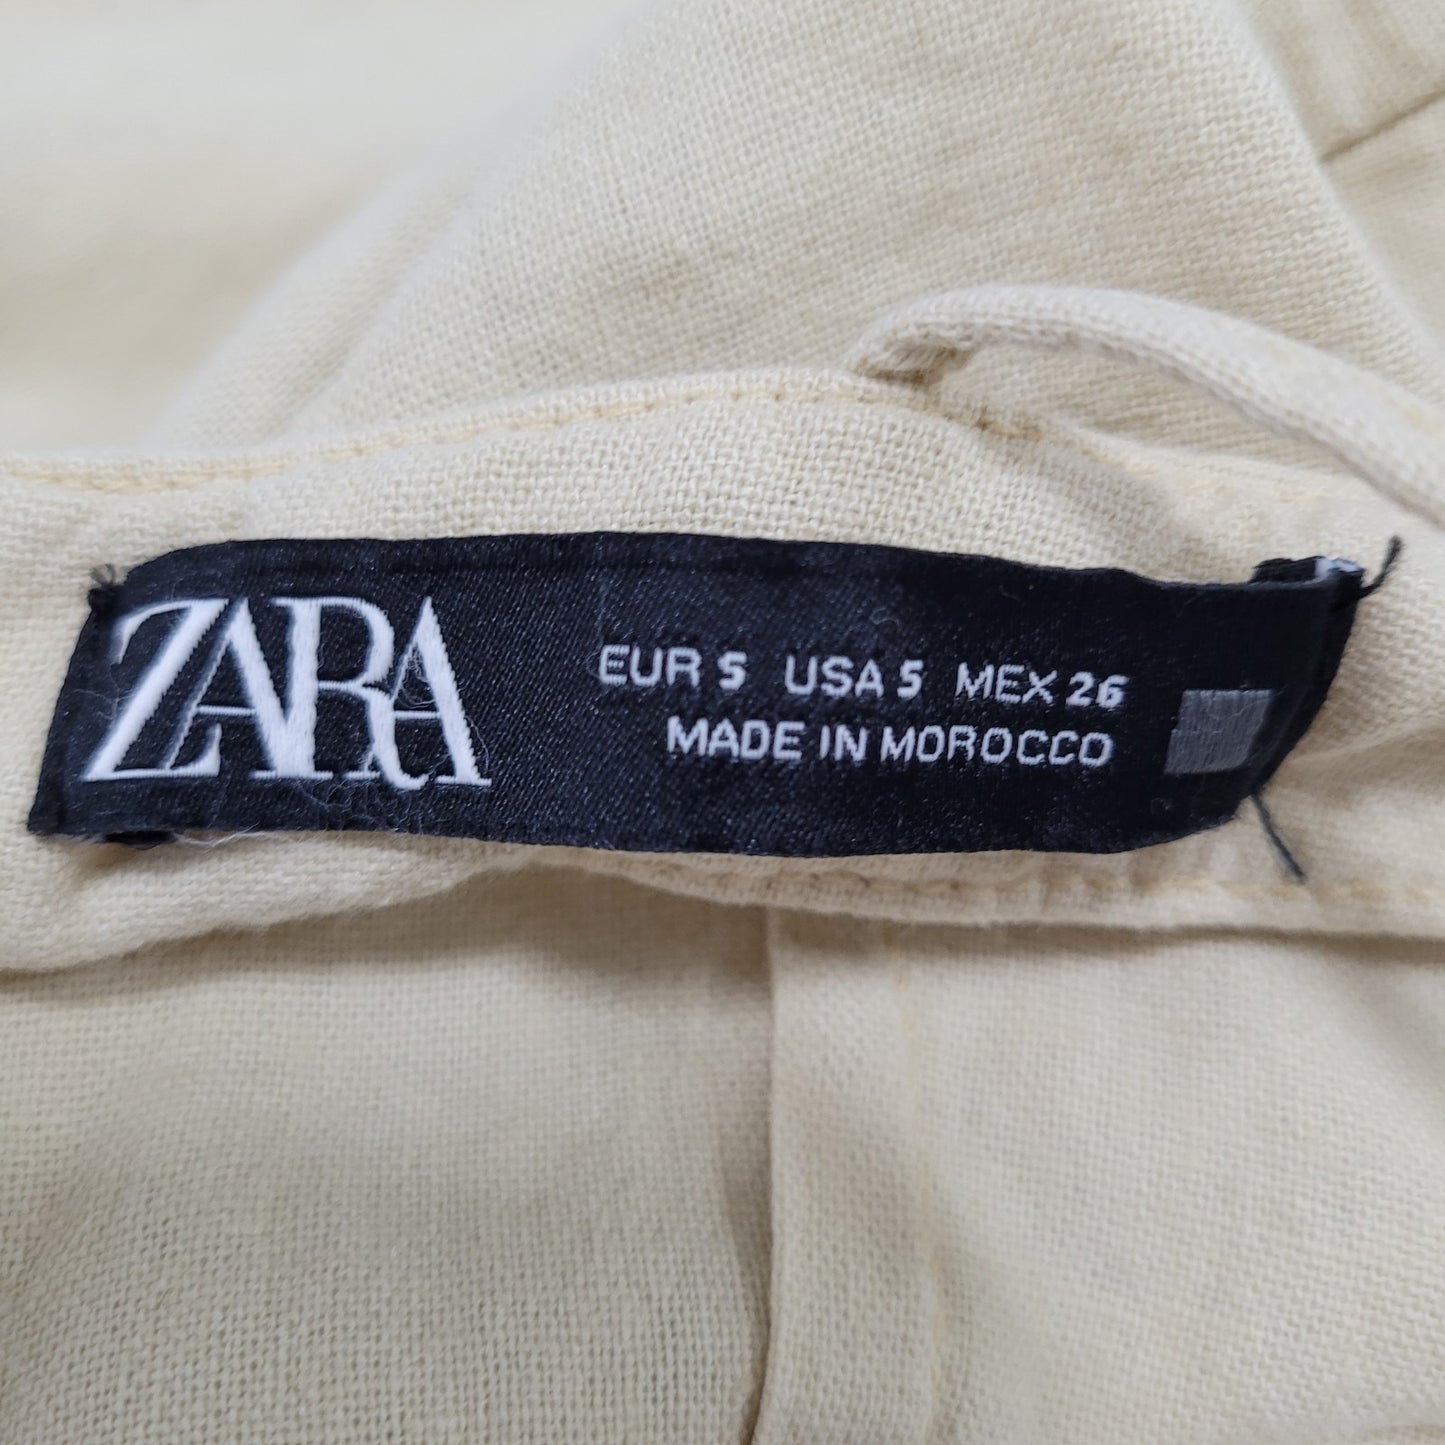 ZARA
EUR S USA S MEX 26
MADE IN MOROCCO